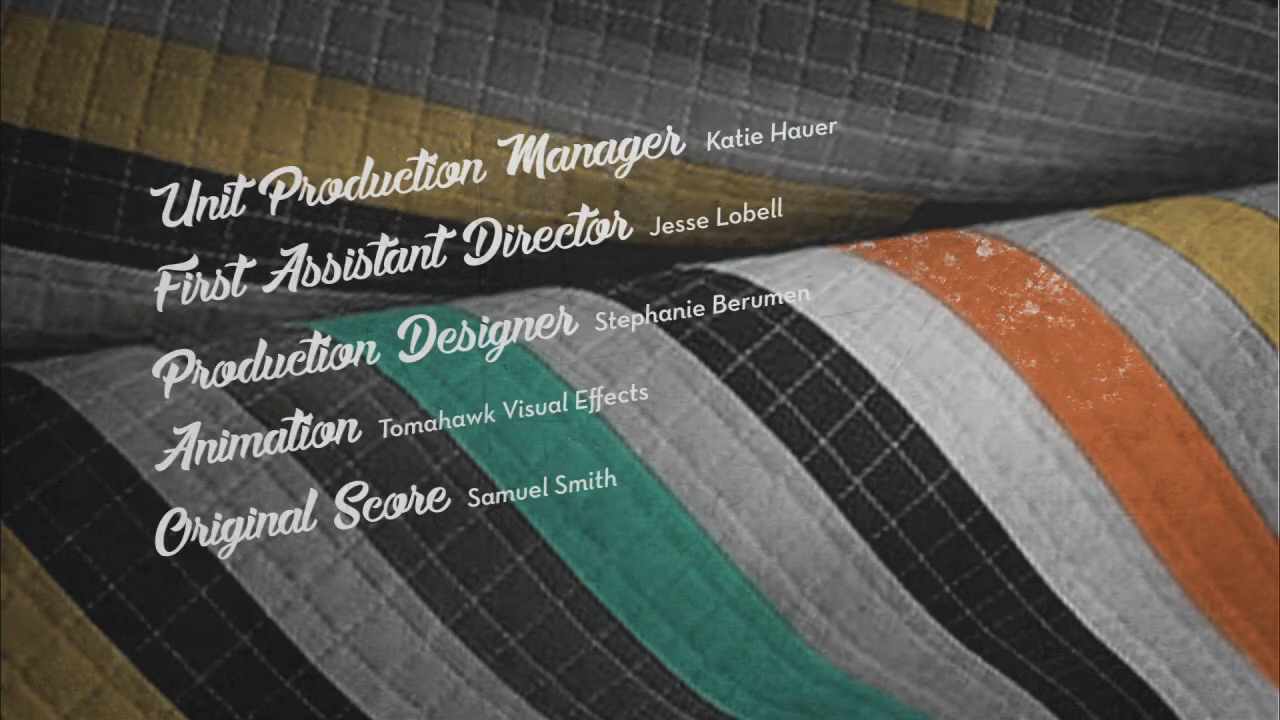 Unit Production Manager Katie Hauer
First Assistant Director Jesse Lobell
Production Designer Stephanie Berumen
Animation Tomahawk Visual Effects
Original Score Samuel Smith